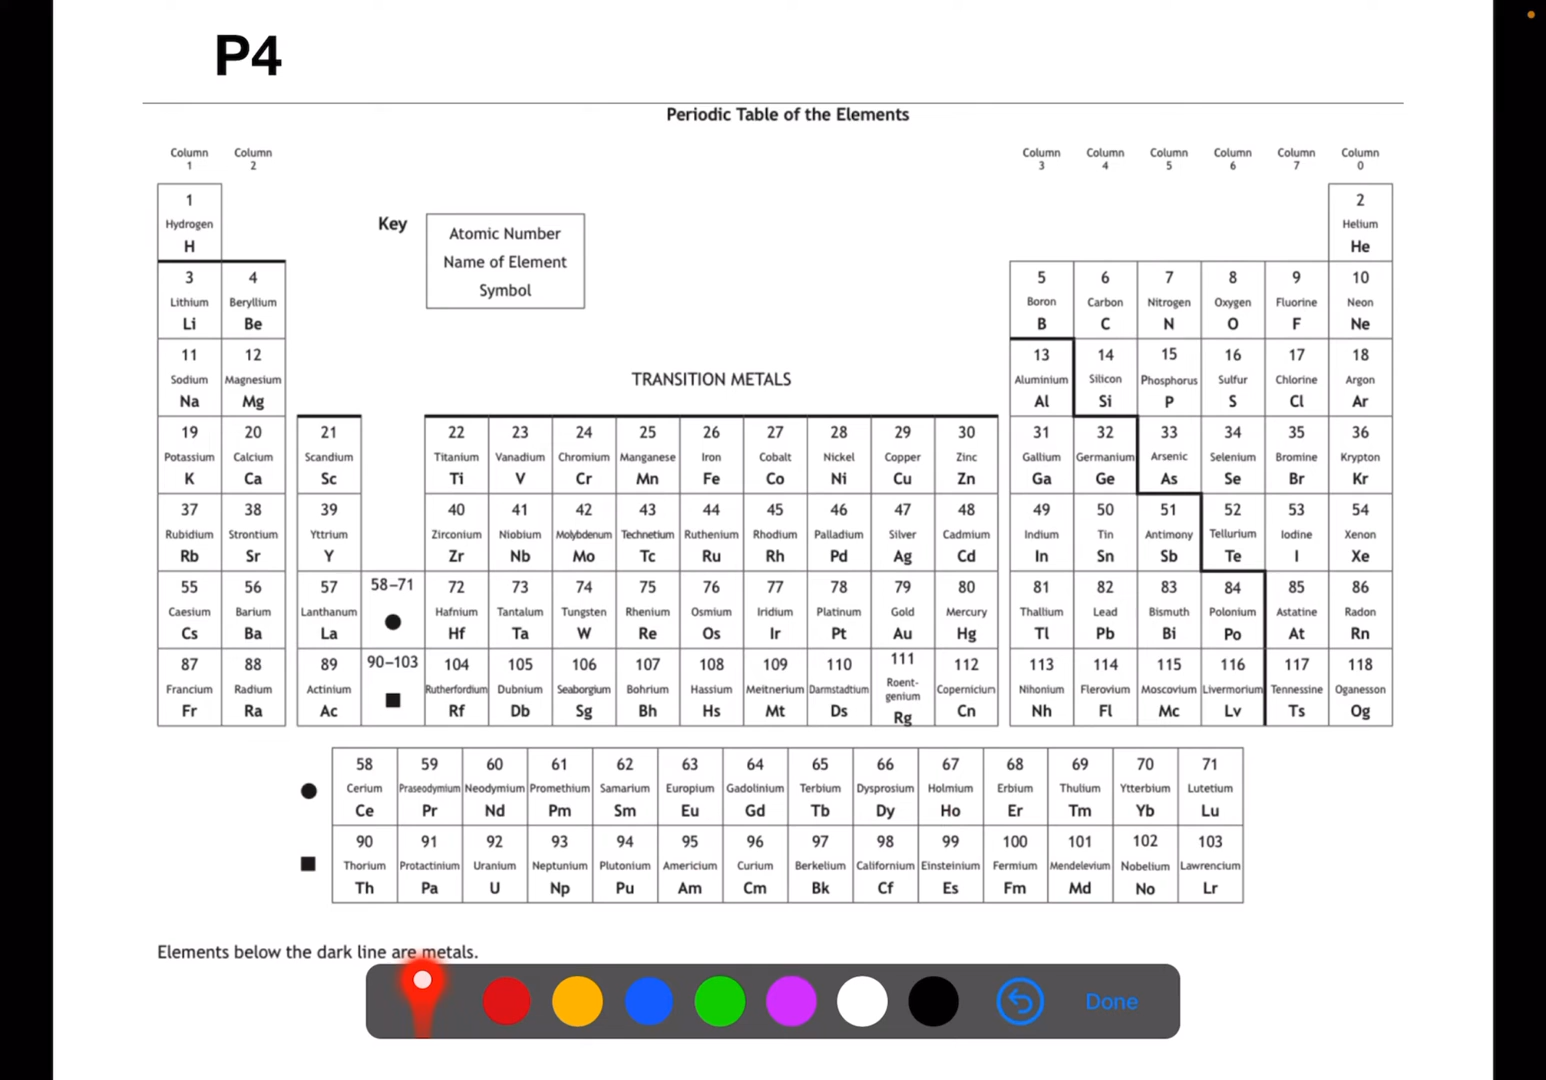 P4
Periodic Table of the Elements
Column Column Column Column Column Column Column Column
1 2 3 4 5 6 7 0
1 2
Hydrogen Helium
H He
Key
Atomic Number
Name of Element
Symbol
3 4 5 6 7 8 9 10
Lithium Beryllium Boron Carbon Nitrogen Oxygen Fluorine Neon
Li Be B C N O F Ne
11 12 13 14 15 16 17 18
Sodium Magnesium Aluminium Silicon Phosphorus Sulfur Chlorine Argon
Na Mg Al Si P S Cl Ar
TRANSITION METALS
19 20 21 22 23 24 25 26 27 28 29 30 31 32 33 34 35 36
Potassium Calcium Scandium Titanium Vanadium Chromium Manganese Iron Cobalt Nickel Copper Zinc Gallium Germanium Arsenic Selenium Bromine Krypton
K Ca Sc Ti V Cr Mn Fe Co Ni Cu Zn Ga Ge As Se Br Kr
37 38 39 40 41 42 43 44 45 46 47 48 49 50 51 52 53 54
Rubidium Strontium Yttrium Zirconium Niobium Molybdenum Technetium Ruthenium Rhodium Palladium Silver Cadmium Indium Tin Antimony Tellurium Iodine Xenon
Rb Sr Y Zr Nb Mo Tc Ru Rh Pd Ag Cd In Sn Sb Te I Xe
55 56 57 58–71 72 73 74 75 76 77 78 79 80 81 82 83 84 85 86
Caesium Barium Lanthanum Hafnium Tantalum Tungsten Rhenium Osmium Iridium Platinum Gold Mercury Thallium Lead Bismuth Polonium Astatine Radon
Cs Ba La Hf Ta W Re Os Ir Pt Au Hg Tl Pb Bi Po At Rn
87 88 89 90–103 104 105 106 107 108 109 110 111 112 113 114 115 116 117 118
Francium Radium Actinium Rutherfordium Dubnium Seaborgium Bohrium Hassium Meitnerium Darmstadtium Roent-genium Copernicium Nihonium Flerovium Moscovium Livermorium Tennessine Oganesson
Fr Ra Ac Rf Db Sg Bh Hs Mt Ds Rg Cn Nh Fl Mc Lv Ts Og
58 59 60 61 62 63 64 65 66 67 68 69 70 71
Cerium Praseodymium Neodymium Promethium Samarium Europium Gadolinium Terbium Dysprosium Holmium Erbium Thulium Ytterbium Lutetium
Ce Pr Nd Pm Sm Eu Gd Tb Dy Ho Er Tm Yb Lu
90 91 92 93 94 95 96 97 98 99 100 101 102 103
Thorium Protactinium Uranium Neptunium Plutonium Americium Curium Berkelium Californium Einsteinium Fermium Mendelevium Nobelium Lawrencium
Th Pa U Np Pu Am Cm Bk Cf Es Fm Md No Lr
Elements below the dark line are metals.
Done